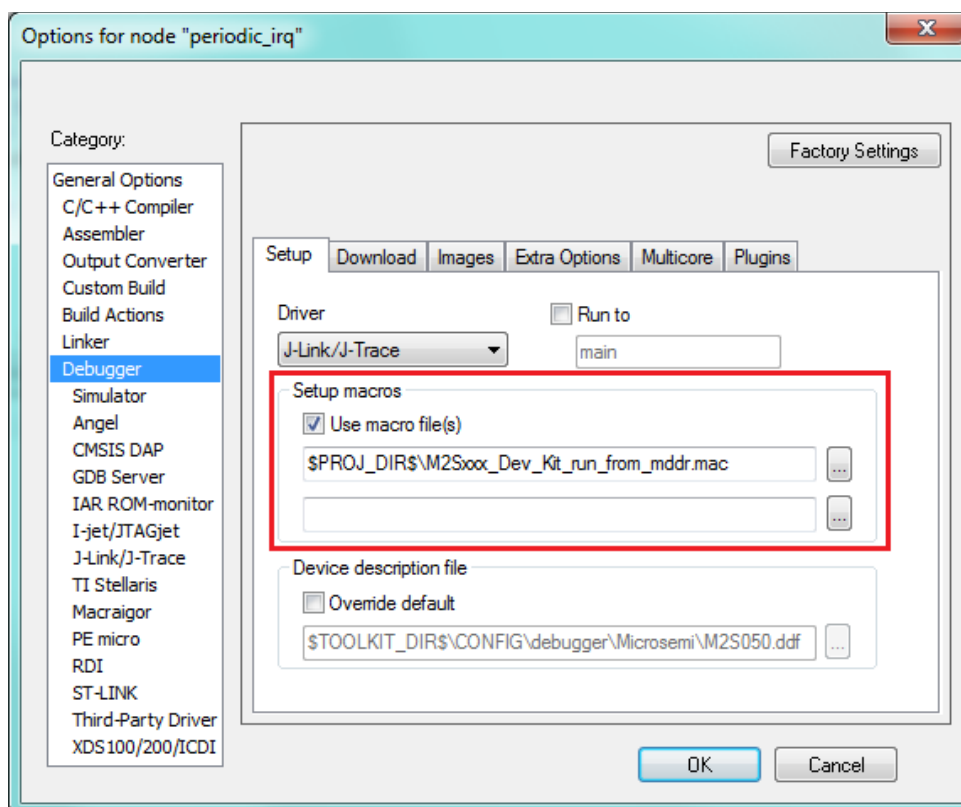 Options for node "periodic_irq"
X
Category:
Factory Settings
General Options
C/C++ Compiler
Assembler
Output Converter
Custom Build
Build Actions
Linker
Debugger
Simulator
Angel
CMSIS DAP
GDB Server
IAR ROM-monitor
I-jet/JTAGjet
J-Link/J-Trace
TI Stellaris
Macraigor
PE micro
RDI
ST-LINK
Third-Party Driver
XDS100/200/ICDI
Setup Download Images Extra Options Multicore Plugins
Driver
Run to
J-Link/J-Trace
main
Setup macros
Use macro file(s)
$PROJ_DIR$\M2Sxxx_Dev_Kit_run_from_mddr.mac
...
...
Device description file
Override default
$TOOLKIT_DIR$\CONFIG\debugger\Microsemi\M2S050.ddf
...
OK Cancel